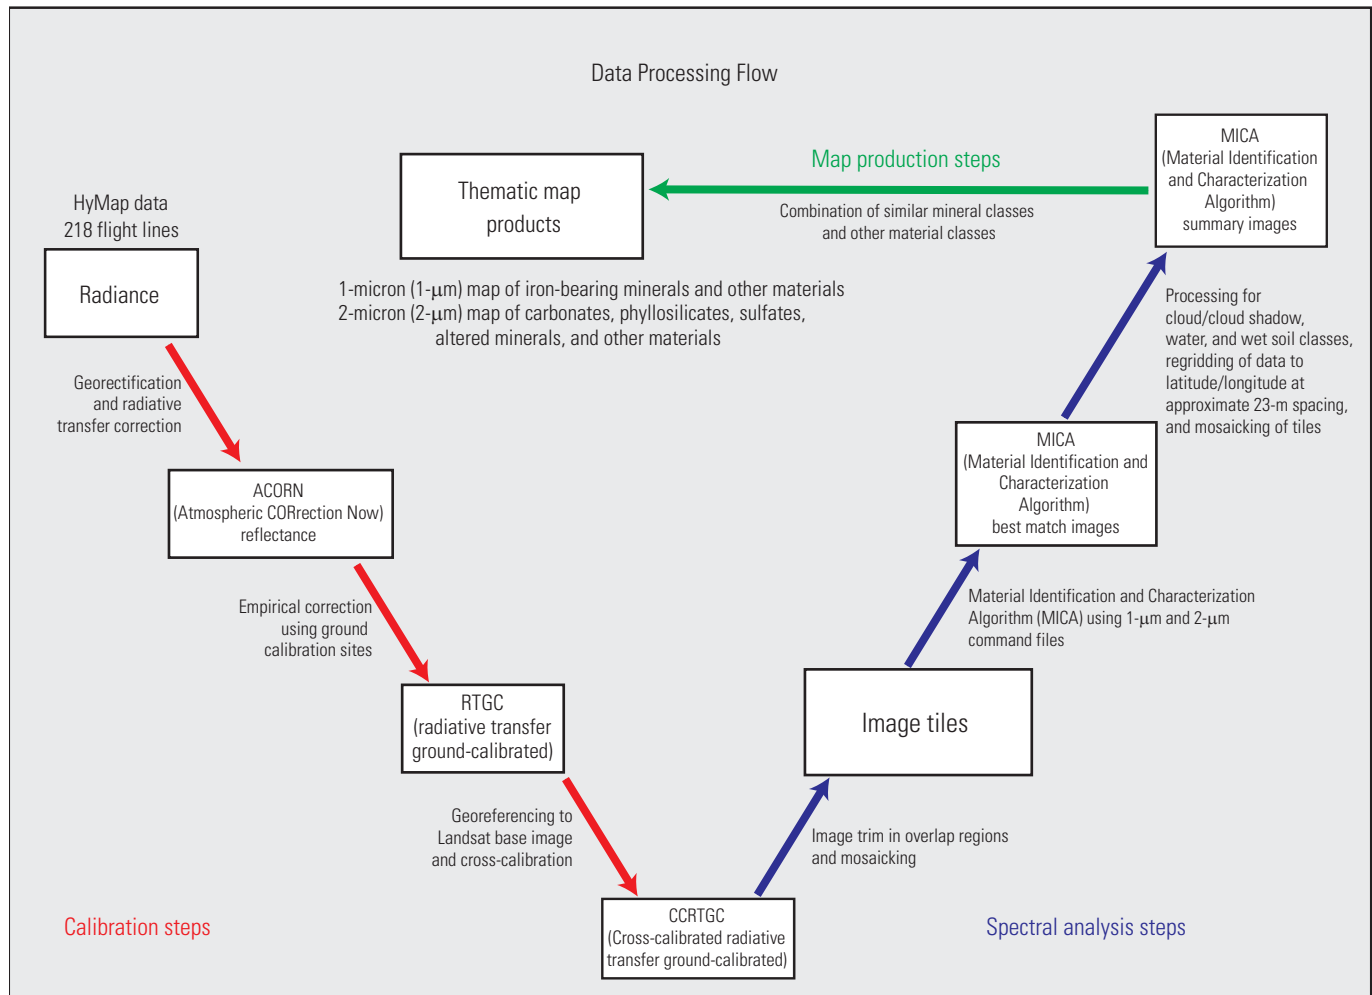 Data Processing Flow
HyMap data
218 flight lines
Radiance
Georectification
and radiative
transfer correction
ACORN
(Atmospheric CORrection Now)
reflectance
Empirical correction
using ground
calibration sites
RTGC
(radiative transfer
ground-calibrated)
Georeferencing to
Landsat base image
and cross-calibration
CCRTGC
(Cross-calibrated radiative
transfer ground-calibrated)
Calibration steps
Image trim in overlap regions
and mosaicking
Image tiles
Material Identification and Characterization
Algorithm (MICA) using 1-μm and 2-μm
command files
MICA
(Material Identification and
Characterization
Algorithm)
best match images
Processing for
cloud/cloud shadow,
water, and wet soil classes,
regridding of data to
latitude/longitude at
approximate 23-m spacing,
and mosaicking of tiles
MICA
(Material Identification
and Characterization
Algorithm)
summary images
Spectral analysis steps
Map production steps
Combination of similar mineral classes
and other material classes
Thematic map
products
1-micron (1-μm) map of iron-bearing minerals and other materials
2-micron (2-μm) map of carbonates, phyllosilicates, sulfates,
altered minerals, and other materials